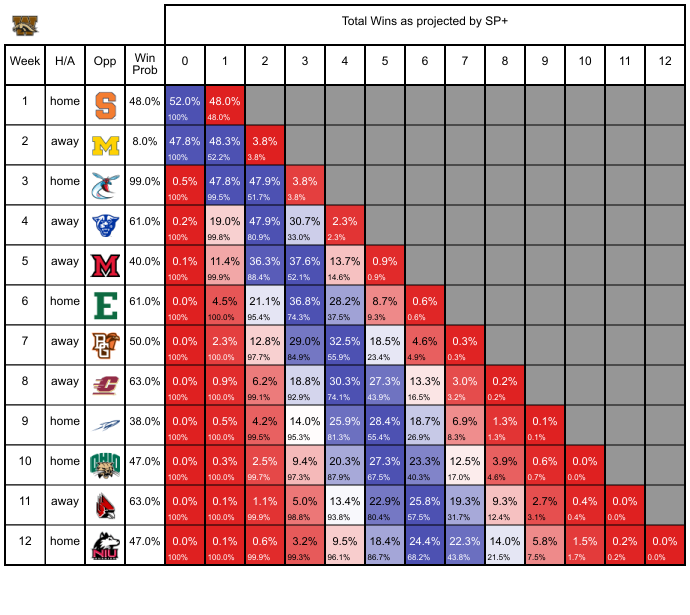 Total Wins as projected by SP+
Week H/A Opp Win Prob 0 1 2 3 4 5 6 7 8 9 10 11 12
1 home S 48.0% 52.0% 48.0%
100% 48.0%
2 away M 8.0% 47.8% 48.3% 3.8%
100% 52.2% 3.8%
3 home 99.0% 0.5% 47.8% 47.9% 3.8%
100% 99.5% 51.7% 3.8%
4 away 61.0% 0.2% 19.0% 47.9% 30.7% 2.3%
100% 99.8% 80.9% 33.0% 2.3%
5 away M 40.0% 0.1% 11.4% 36.3% 37.6% 13.7% 0.9%
100% 99.9% 88.4% 52.1% 14.6% 0.9%
6 home E 61.0% 0.0% 4.5% 21.1% 36.8% 28.2% 8.7% 0.6%
100% 100.0% 95.4% 74.3% 37.5% 9.3% 0.6%
7 away BG 50.0% 0.0% 2.3% 12.8% 29.0% 32.5% 18.5% 4.6% 0.3%
100% 100.0% 97.7% 84.9% 55.9% 23.4% 4.9% 0.3%
8 away C 63.0% 0.0% 0.9% 6.2% 18.8% 30.3% 27.3% 13.3% 3.0% 0.2%
100% 100.0% 99.1% 92.9% 74.1% 43.9% 16.5% 3.2% 0.2%
9 home 38.0% 0.0% 0.5% 4.2% 14.0% 25.9% 28.4% 18.7% 6.9% 1.3% 0.1%
100% 100.0% 99.5% 95.3% 81.3% 55.4% 26.9% 8.3% 1.3% 0.1%
10 home OHIO 47.0% 0.0% 0.3% 2.5% 9.4% 20.3% 27.3% 23.3% 12.5% 3.9% 0.6% 0.0%
100% 100.0% 99.7% 97.3% 87.9% 67.5% 40.3% 17.0% 4.6% 0.7% 0.0%
11 away 63.0% 0.0% 0.1% 1.1% 5.0% 13.4% 22.9% 25.8% 19.3% 9.3% 2.7% 0.4% 0.0%
100% 100.0% 99.9% 98.8% 93.8% 80.4% 57.5% 31.7% 12.4% 3.1% 0.4% 0.0%
12 home NIU 47.0% 0.0% 0.1% 0.6% 3.2% 9.5% 18.4% 24.4% 22.3% 14.0% 5.8% 1.5% 0.2% 0.0%
100% 100.0% 99.9% 99.3% 96.1% 86.7% 68.2% 43.8% 21.5% 7.5% 1.7% 0.2% 0.0%